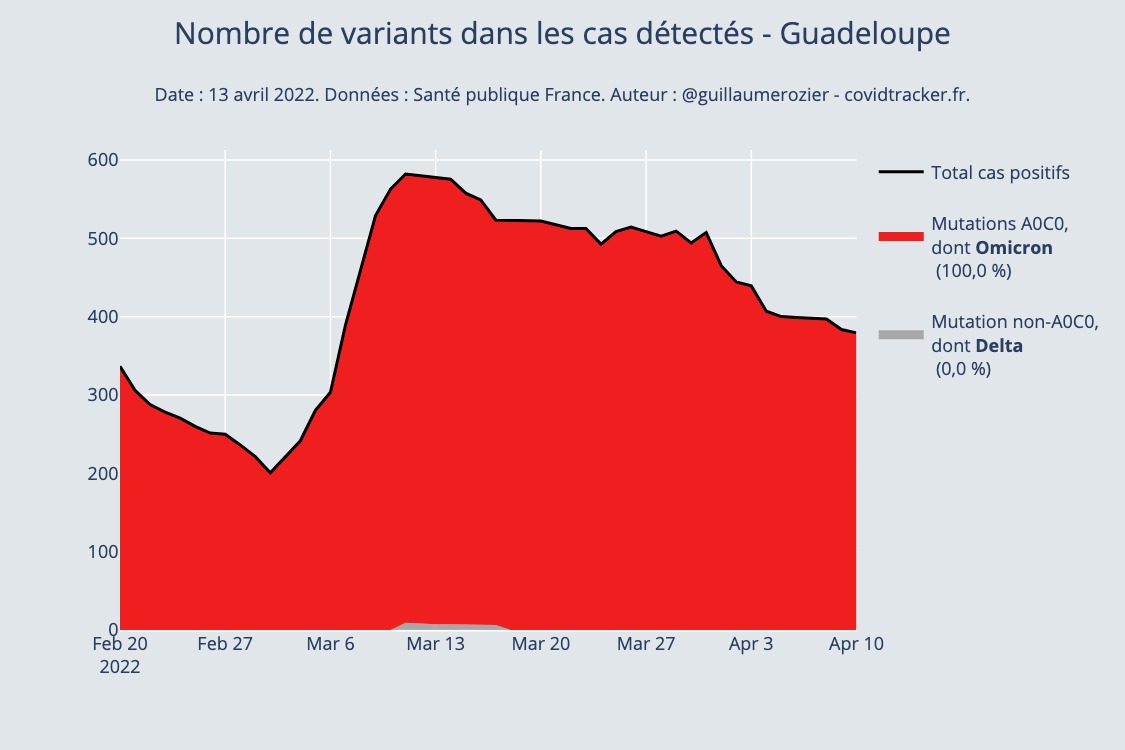 Nombre de variants dans les cas détectés - Guadeloupe
Date : 13 avril 2022. Données : Santé publique France. Auteur : @guillaumerozier - covidtracker.fr.
600
500
400
300
200
100
0
Feb 20
2022
Feb 27
Mar 6
Mar 13
Mar 20
Mar 27
Apr 3
Apr 10
Total cas positifs
Mutations A0C0,
dont Omicron
(100,0 %)
Mutation non-A0C0,
dont Delta
(0,0 %)